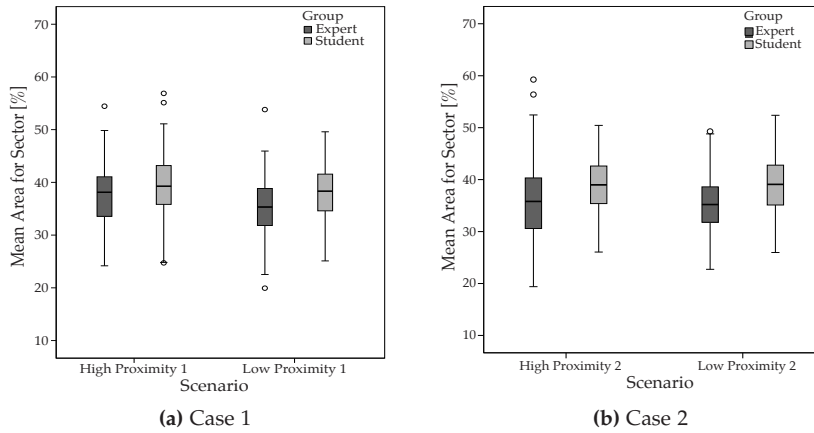 Group
Expert
Student
70
60
50
40
30
20
10
Mean Area for Sector [%]
High Proximity 1
Low Proximity 1
Scenario
(a) Case 1
Group
Expert
Student
70
60
50
40
30
20
10
Mean Area for Sector [%]
High Proximity 2
Low Proximity 2
Scenario
(b) Case 2